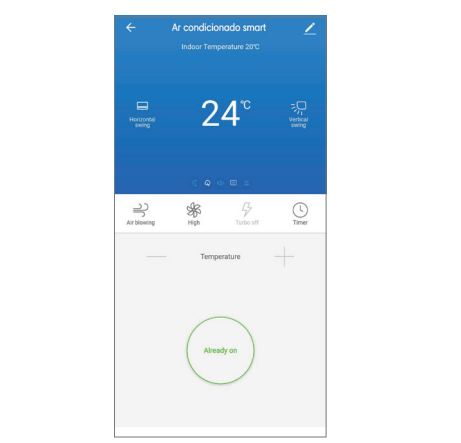 Ar condicionado smart
Indoor Temperature 20℃
24℃
Horizontal
swing
Vertical
swing
Air blowing
High
Turbo off
Timer
Temperature
Already on